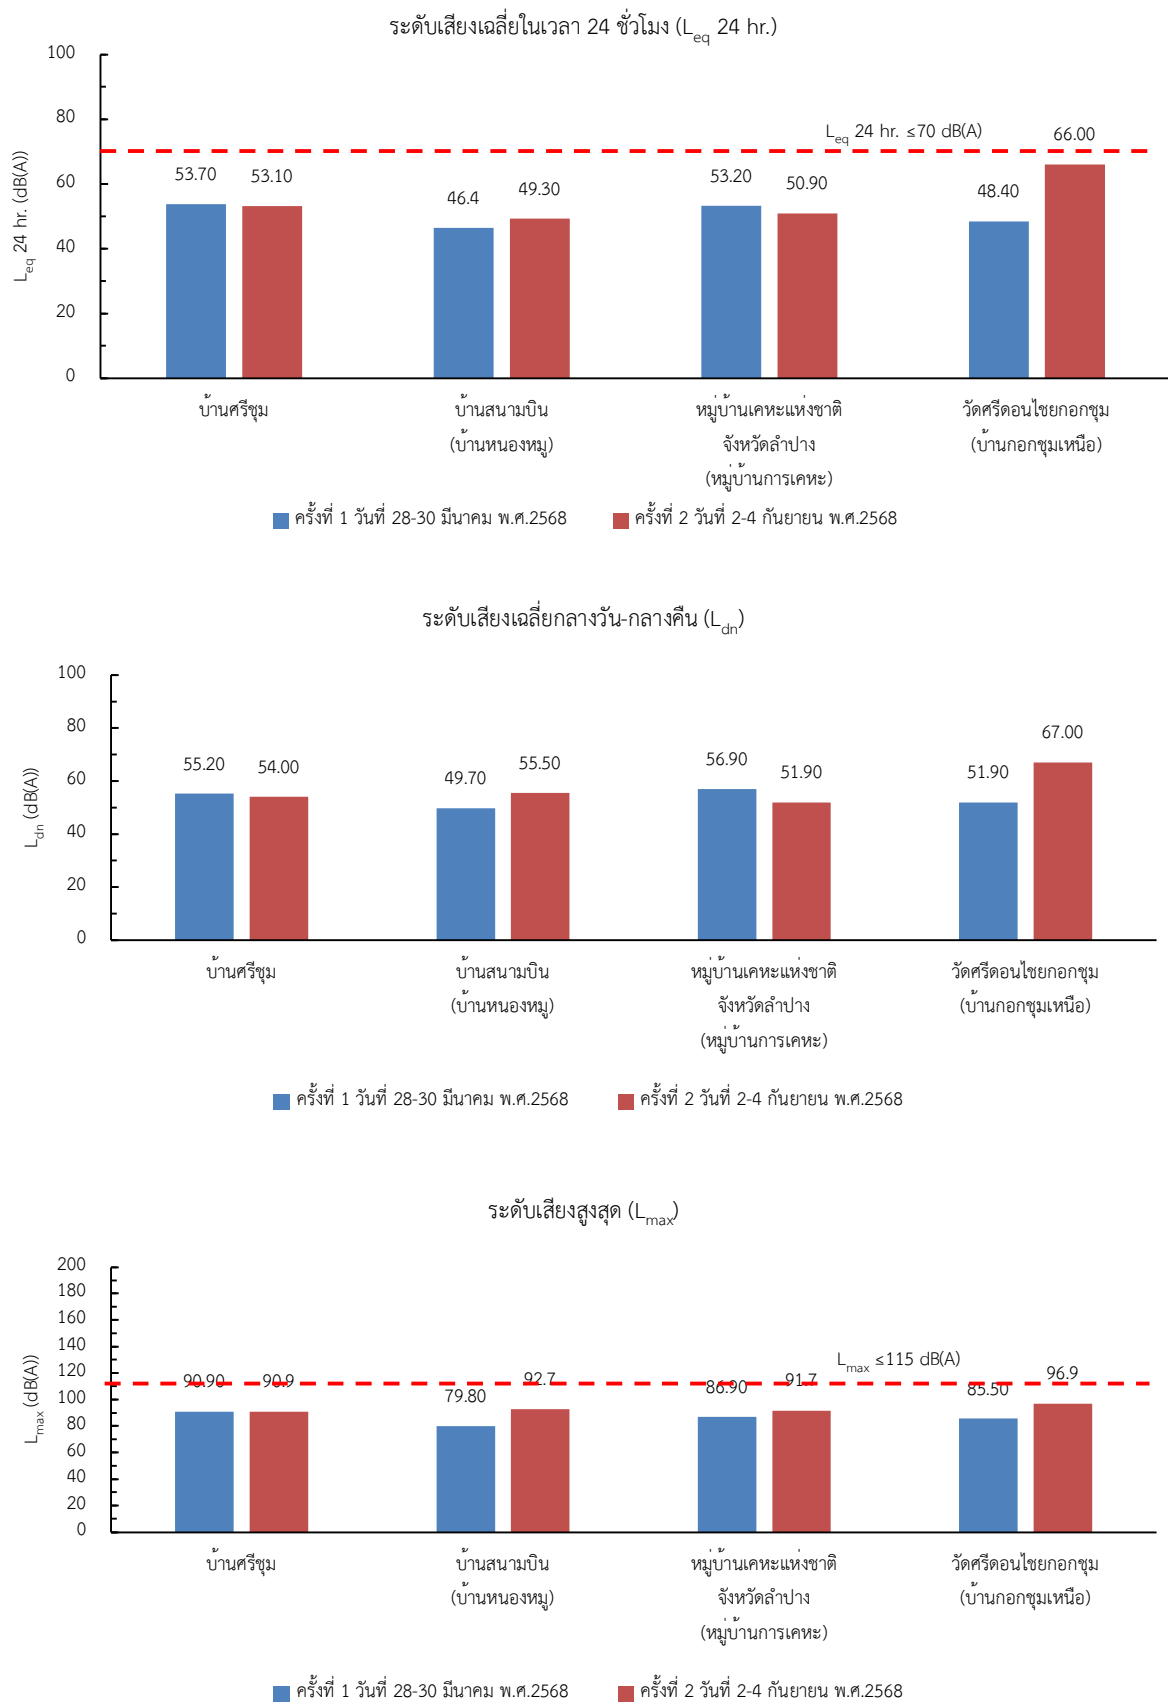 ระดับเสียงเฉลี่ยในเวลา 24 ชั่วโมง (Leq 24 hr.)
Leq 24 hr. (dB(A))
100
80
60
40
20
0
Leq 24 hr. ≤70 dB(A)
53.70 53.10 46.4 49.30 53.20 50.90 48.40 66.00
บ้านศรีชุม
บ้านสนามบิน
(บ้านหนองหมู)
หมู่บ้านเคหะแห่งชาติ
จังหวัดลำปาง
(หมู่บ้านการเคหะ)
วัดศรีดอนไชยกอกชุม
(บ้านกอกชุมเหนือ)
ครั้งที่ 1 วันที่ 28-30 มีนาคม พ.ศ.2568 ครั้งที่ 2 วันที่ 2-4 กันยายน พ.ศ.2568
ระดับเสียงเฉลี่ยกลางวัน-กลางคืน (Ldn)
Ldn (dB(A))
100
80
60
40
20
0
55.20 54.00 49.70 55.50 56.90 51.90 51.90 67.00
บ้านศรีชุม
บ้านสนามบิน
(บ้านหนองหมู)
หมู่บ้านเคหะแห่งชาติ
จังหวัดลำปาง
(หมู่บ้านการเคหะ)
วัดศรีดอนไชยกอกชุม
(บ้านกอกชุมเหนือ)
ครั้งที่ 1 วันที่ 28-30 มีนาคม พ.ศ.2568 ครั้งที่ 2 วันที่ 2-4 กันยายน พ.ศ.2568
ระดับเสียงสูงสุด (Lmax)
Lmax (dB(A))
200
180
160
140
120
100
80
60
40
20
0
Lmax ≤115 dB(A)
90.90 90.9 79.80 92.7 86.90 91.7 85.50 96.9
บ้านศรีชุม
บ้านสนามบิน
(บ้านหนองหมู)
หมู่บ้านเคหะแห่งชาติ
จังหวัดลำปาง
(หมู่บ้านการเคหะ)
วัดศรีดอนไชยกอกชุม
(บ้านกอกชุมเหนือ)
ครั้งที่ 1 วันที่ 28-30 มีนาคม พ.ศ.2568 ครั้งที่ 2 วันที่ 2-4 กันยายน พ.ศ.2568